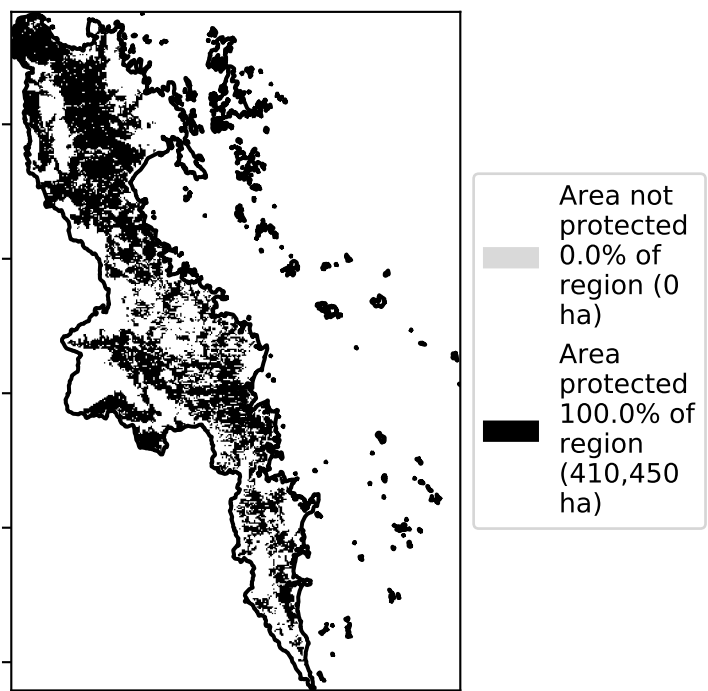 Area not
protected
0.0% of
region (0
ha)
Area
protected
100.0% of
region
(410,450
ha)